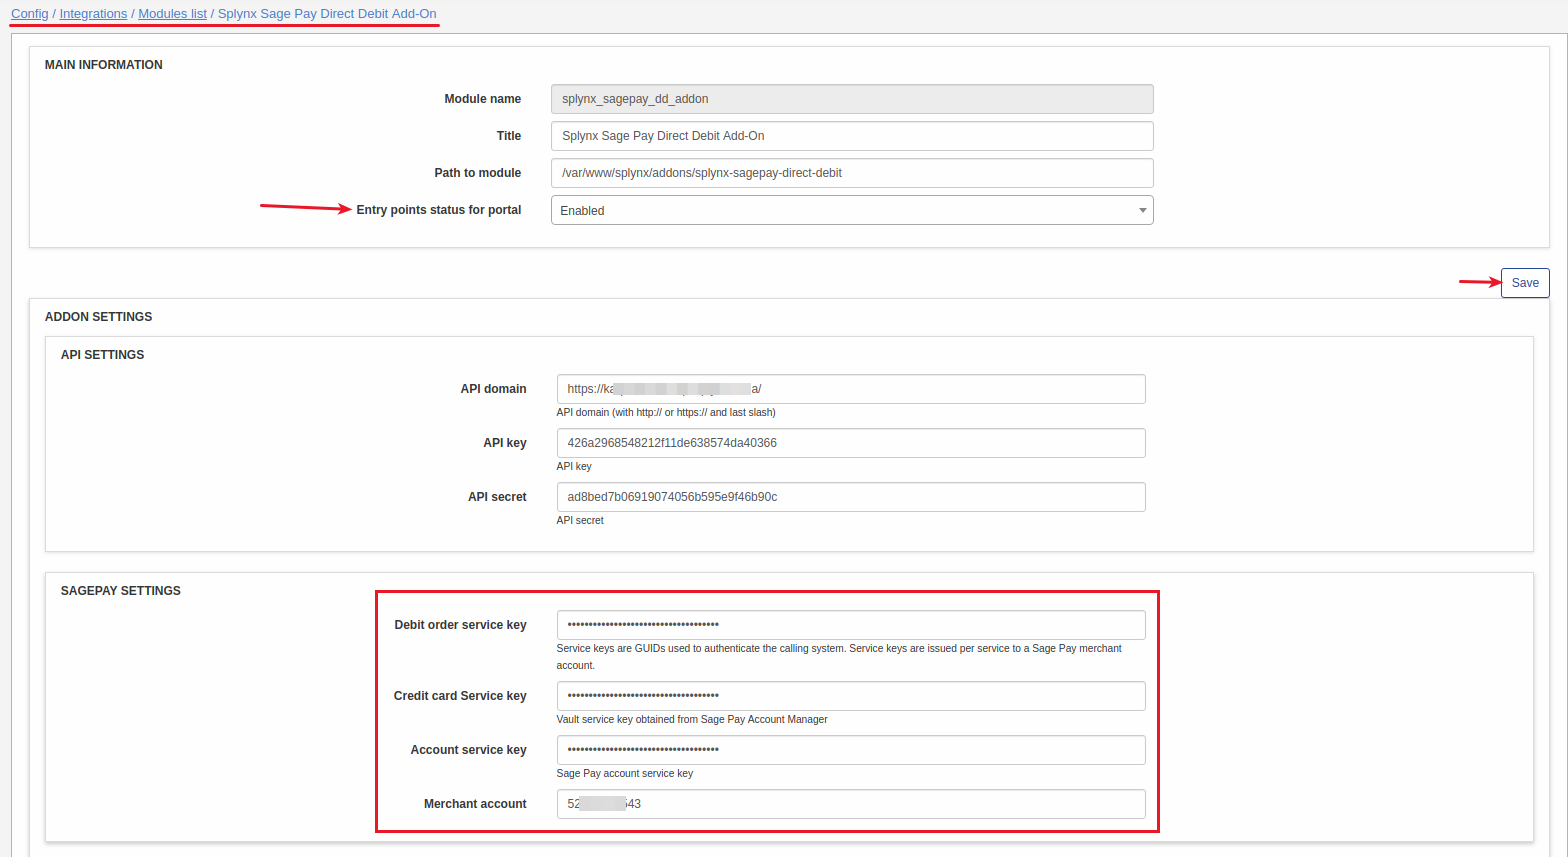 Config / Integrations / Modules list / Splynx Sage Pay Direct Debit Add-On
MAIN INFORMATION
Module name splynx_sagepay_dd_addon
Title Splynx Sage Pay Direct Debit Add-On
Path to module /var/www/splynx/addons/splynx-sagepay-direct-debit
Entry points status for portal Enabled
Save
ADDON SETTINGS
API SETTINGS
API domain https://ka a/
API domain (with http:// or https:// and last slash)
API key 426a2968548212f11de638574da40366
API key
API secret ad8bed7b06919074056b595e9f46b90c
API secret
SAGEPAY SETTINGS
Debit order service key ••••••••••••••••••••••••••••••••••••
Service keys are GUIDs used to authenticate the calling system. Service keys are issued per service to a Sage Pay merchant
account.
Credit card Service key ••••••••••••••••••••••••••••••••••••
Vault service key obtained from Sage Pay Account Manager
Account service key ••••••••••••••••••••••••••••••••••••
Sage Pay account service key
Merchant account 52 43